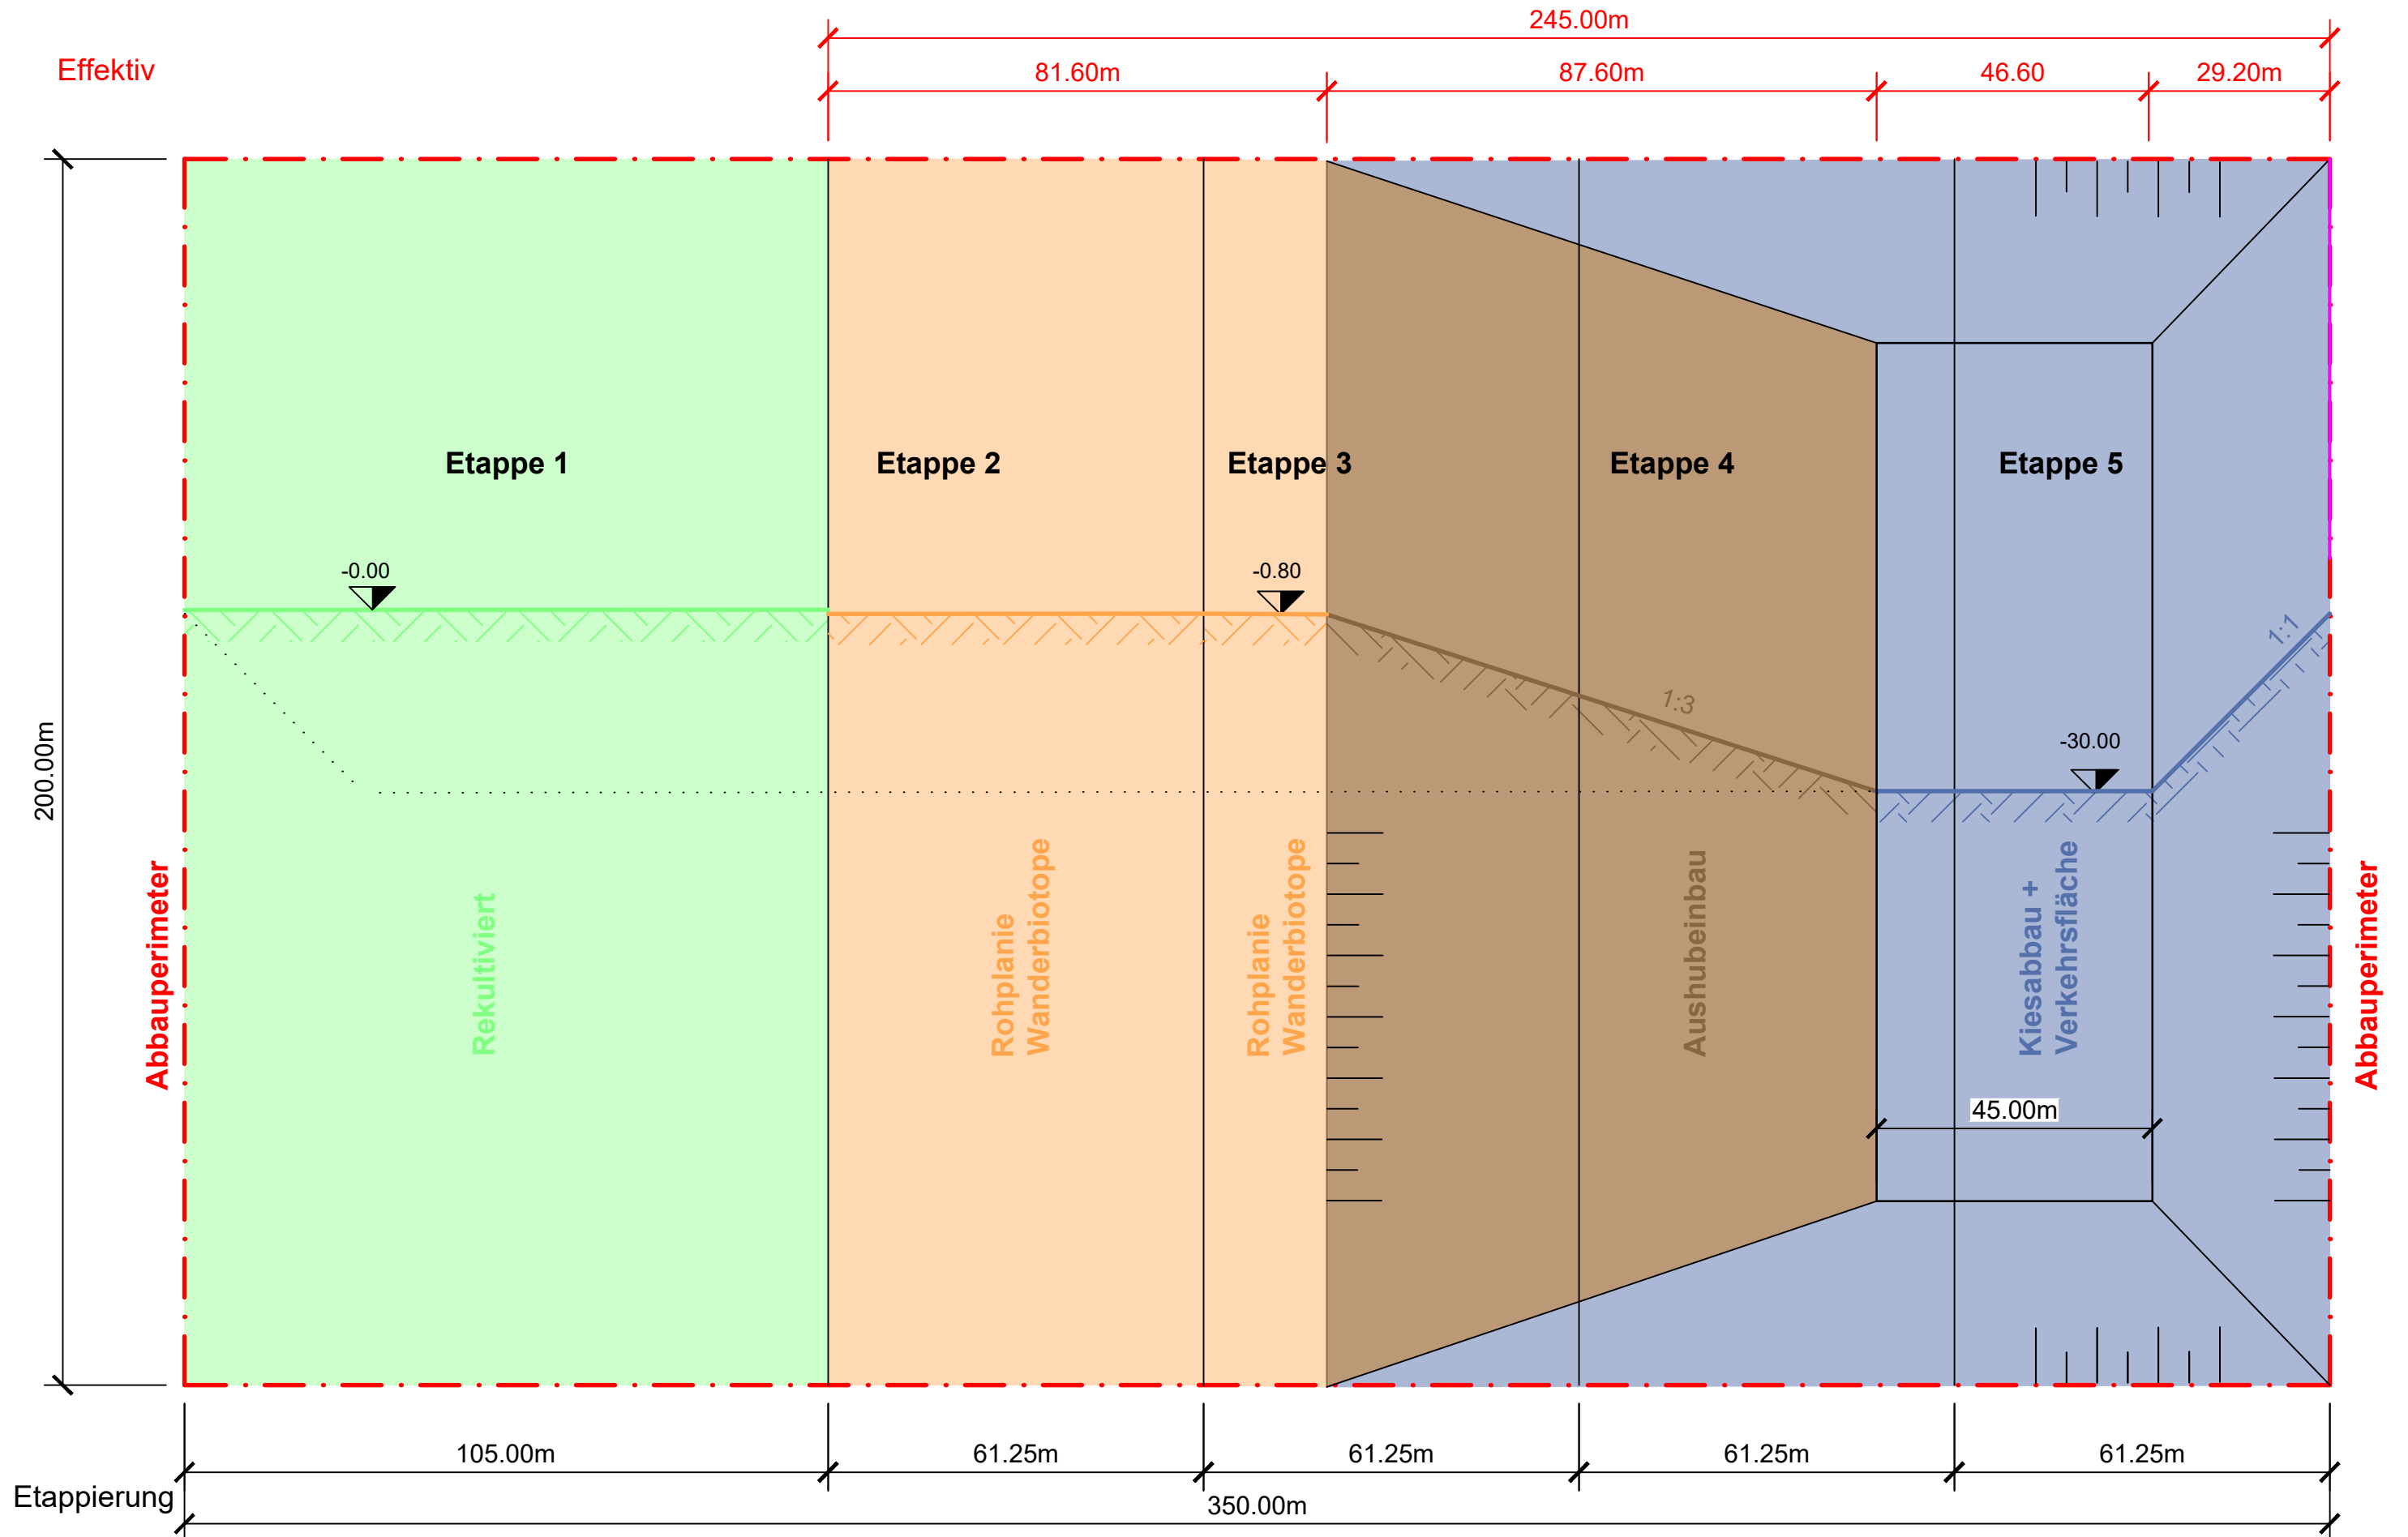 245.00m
Effektiv
81.60m
87.60m
46.60
29.20m
Etappe 1
Etappe 2
Etappe 3
Etappe 4
Etappe 5
-0.00
-0.80
1:1
1:3
-30.00
200.00m
Abbauperimeter
Rekultiviert
Rohplanie
Wanderbiotope
Rohplanie
Wanderbiotope
Aushubeinbau
Kiesabbau +
Verkehrsfläche
Abbauperimeter
45.00m
105.00m
61.25m
61.25m
61.25m
61.25m
Etappierung
350.00m